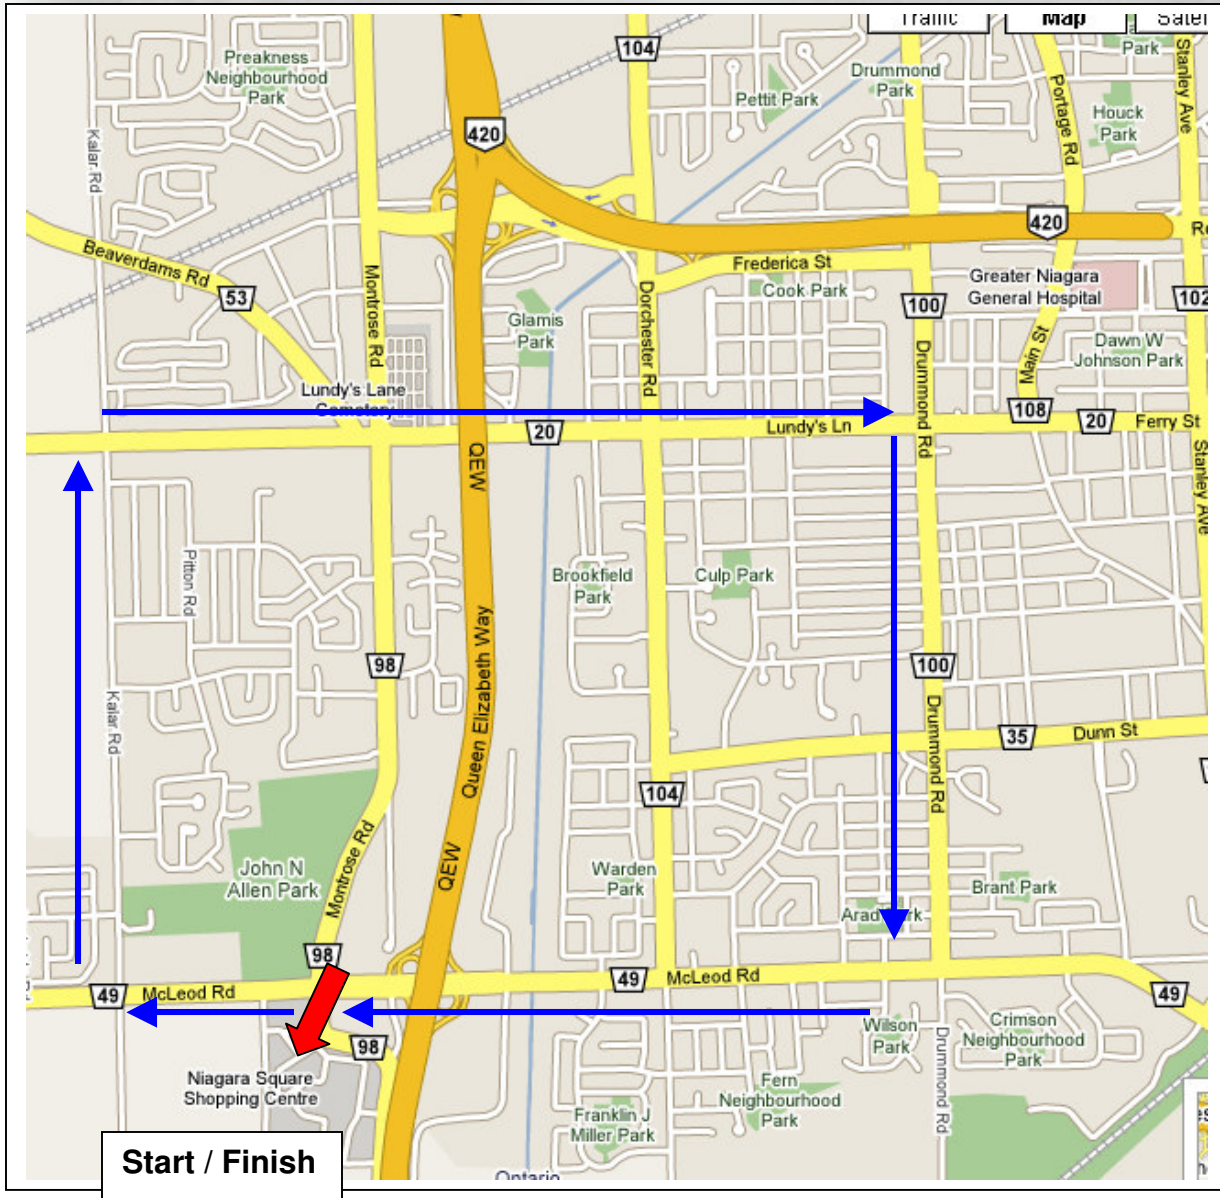 Traffic
Map
104
Preakness
Neighbourhood
Park
Drummond
Park
Park
Stanley Ave
Pettit Park
Portage Rd
Houck
Park
420
Kalar Rd
420
Beaverdams Rd
53
Montrose Rd
Frederica St
Cook Park
Greater Niagara
General Hospital
102
100
Glamis
Park
Dorchester Rd
Drummond Rd
Main St
Dawn W
Johnson Park
Lundy's Lane
Cemetery
108
20
Lundy's Ln
20
Ferry St
QEW
Stanley Ave
Pitton Rd
Brookfield
Park
Culp Park
98
Queen Elizabeth Way
100
Kalar Rd
Drummond Rd
35
Dunn St
104
John N
Allen Park
Montrose Rd
QEW
Warden
Park
Brant Park
Arad Park
98
49
McLeod Rd
49
McLeod Rd
49
98
Wilson
Park
Crimson
Neighbourhood
Park
Drummond Rd
Niagara Square
Shopping Centre
Fern
Neighbourhood
Park
Franklin J
Miller Park
Start / Finish
Ontario